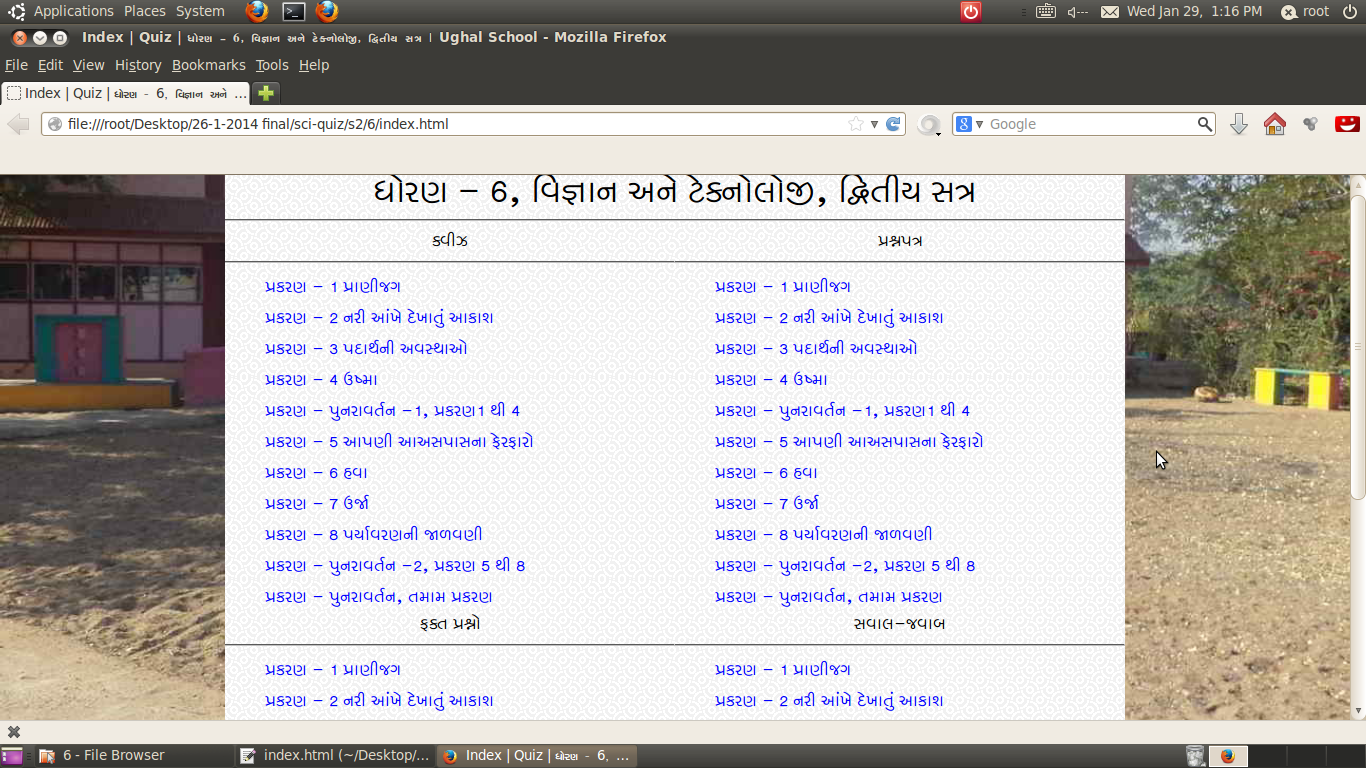 Applications Places System Wed Jan 29, 1:16 PM root
Index | Quiz | ધોરણ – 6, વિજ્ઞાન અને ટેક્નોલોજી, દ્વિતીય સત્ર | Ughal School - Mozilla Firefox
File Edit View History Bookmarks Tools Help
Index | Quiz | ધોરણ - 6, વિજ્ઞાન અને ...
file:///root/Desktop/26-1-2014 final/sci-quiz/s2/6/index.html Google
ધોરણ – 6, વિજ્ઞાન અને ટેક્નોલોજી, દ્વિતીય સત્ર
ક્વીઝ પ્રશ્નપત્ર
પ્રકરણ – 1 પ્રાણીજગ પ્રકરણ – 1 પ્રાણીજગ
પ્રકરણ – 2 નરી આંખે દેખાતું આકાશ પ્રકરણ – 2 નરી આંખે દેખાતું આકાશ
પ્રકરણ – 3 પદાર્થની અવસ્થાઓ પ્રકરણ – 3 પદાર્થની અવસ્થાઓ
પ્રકરણ – 4 ઉષ્મા પ્રકરણ – 4 ઉષ્મા
પ્રકરણ – પુનરાવર્તન –1, પ્રકરણ1 થી 4 પ્રકરણ – પુનરાવર્તન –1, પ્રકરણ1 થી 4
પ્રકરણ – 5 આપણી આઅસપાસના ફેરફારો પ્રકરણ – 5 આપણી આઅસપાસના ફેરફારો
પ્રકરણ – 6 હવા પ્રકરણ – 6 હવા
પ્રકરણ – 7 ઉર્જા પ્રકરણ – 7 ઉર્જા
પ્રકરણ – 8 પર્યાવરણની જાળવણી પ્રકરણ – 8 પર્યાવરણની જાળવણી
પ્રકરણ – પુનરાવર્તન –2, પ્રકરણ 5 થી 8 પ્રકરણ – પુનરાવર્તન –2, પ્રકરણ 5 થી 8
પ્રકરણ – પુનરાવર્તન, તમામ પ્રકરણ પ્રકરણ – પુનરાવર્તન, તમામ પ્રકરણ
ફક્ત પ્રશ્નો સવાલ–જવાબ
પ્રકરણ – 1 પ્રાણીજગ પ્રકરણ – 1 પ્રાણીજગ
પ્રકરણ – 2 નરી આંખે દેખાતું આકાશ પ્રકરણ – 2 નરી આંખે દેખાતું આકાશ
6 - File Browser index.html (~/Desktop/... Index | Quiz | ધોરણ - 6, ...